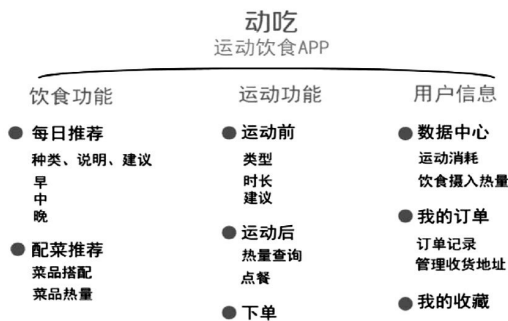 动吃
运动饮食APP
饮食功能
每日推荐
种类、说明、建议
早
中
晚
配菜推荐
菜品搭配
菜品热量
运动功能
运动前
类型
时长
建议
运动后
热量查询
点餐
下单
用户信息
数据中心
运动消耗
饮食摄入热量
我的订单
订单记录
管理收货地址
我的收藏